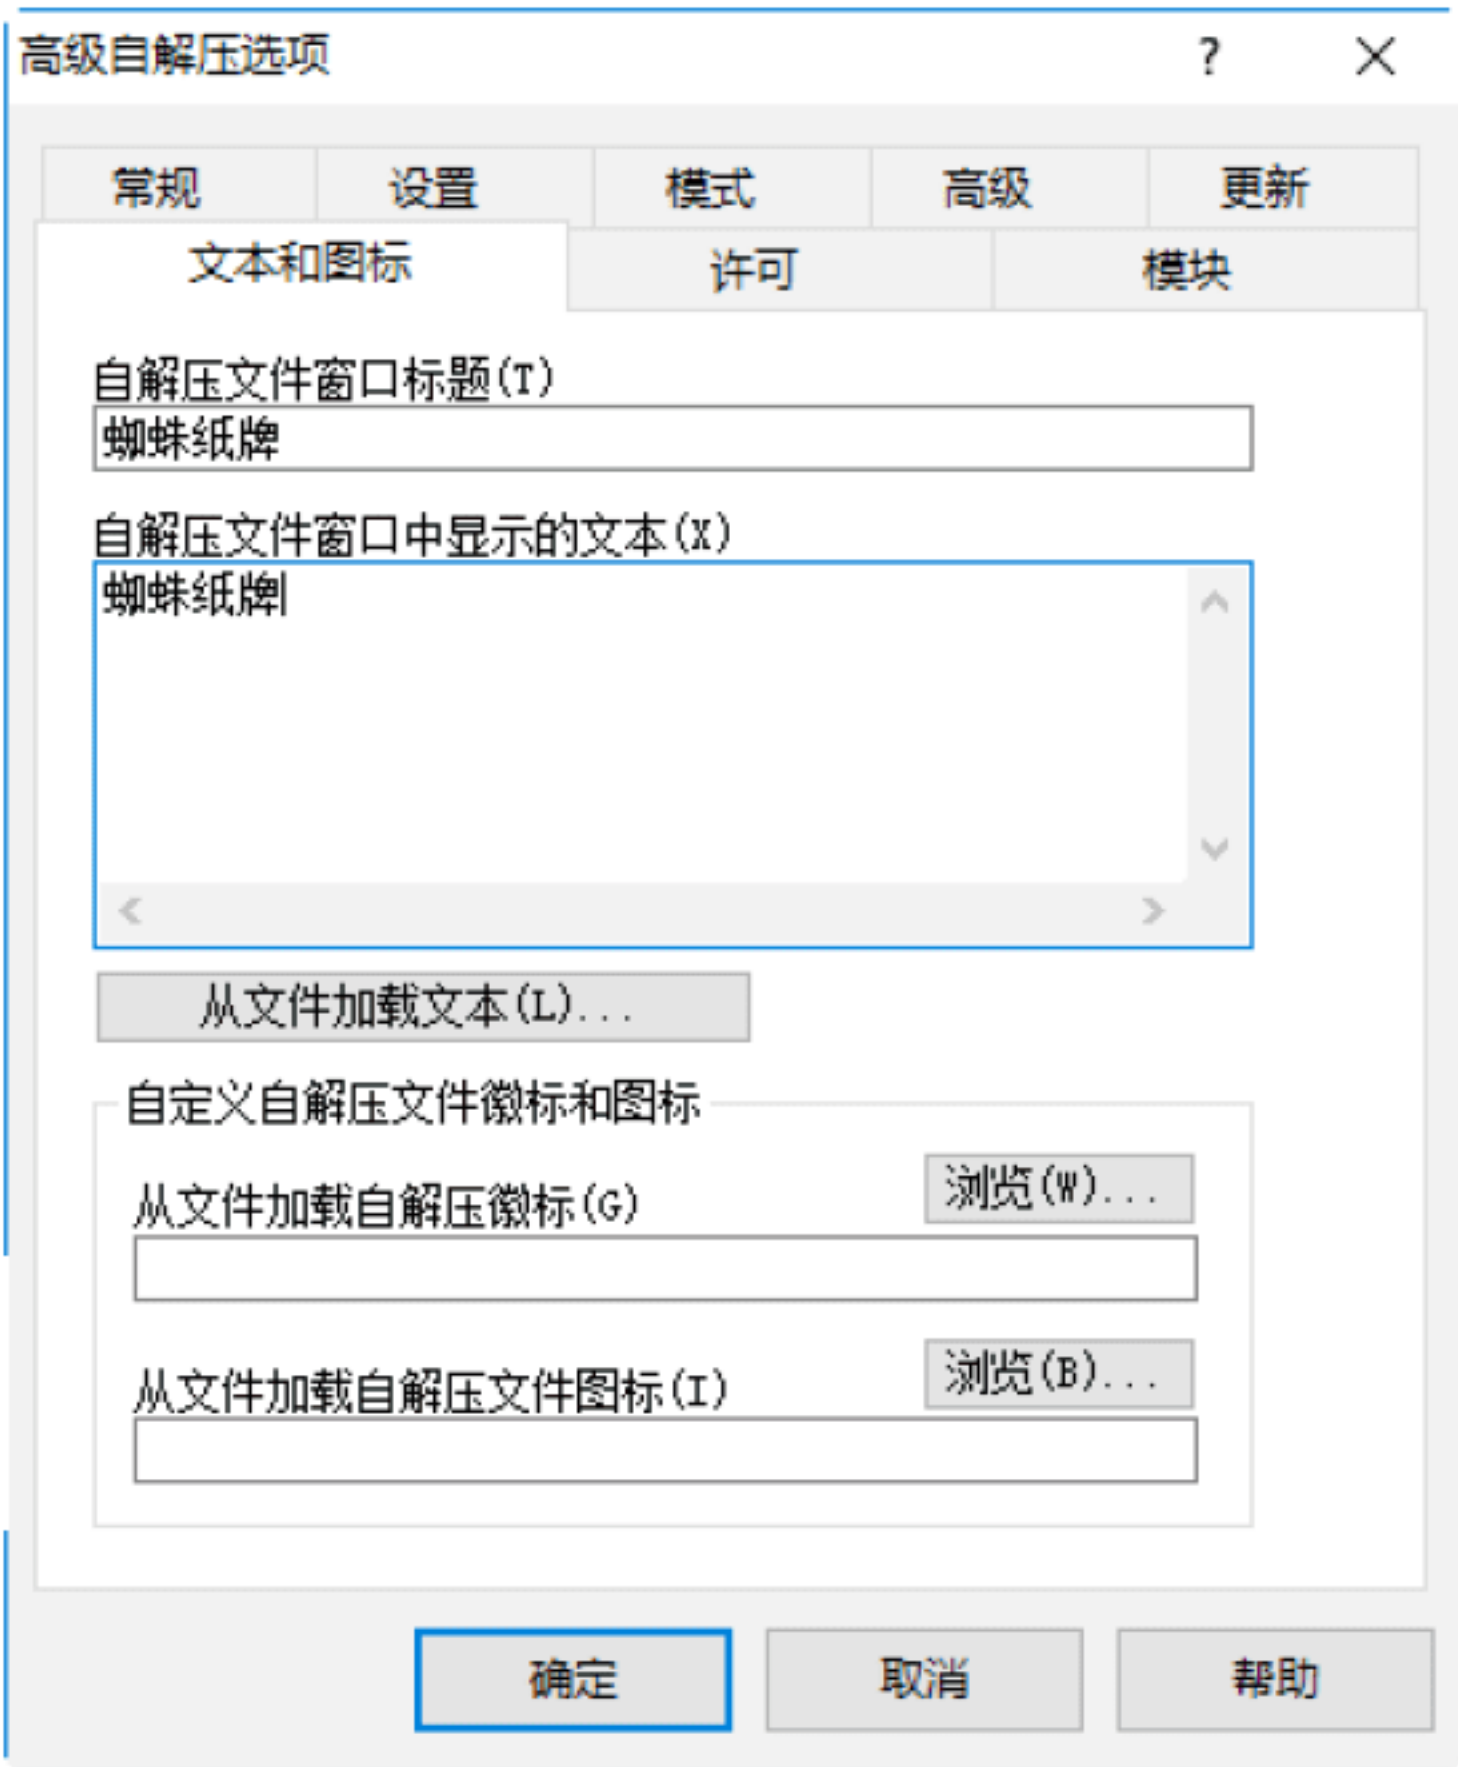 高级自解压选项 ?
常规 设置 模式 高级 更新
文本和图标 许可 模块
自解压文件窗口标题(T)
蜘蛛纸牌
自解压文件窗口中显示的文本(X)
蜘蛛纸牌
从文件加载文本(L)...
自定义自解压文件徽标和图标
从文件加载自解压徽标(G) 浏览(W)...
从文件加载自解压文件图标(I) 浏览(B)...
确定 取消 帮助